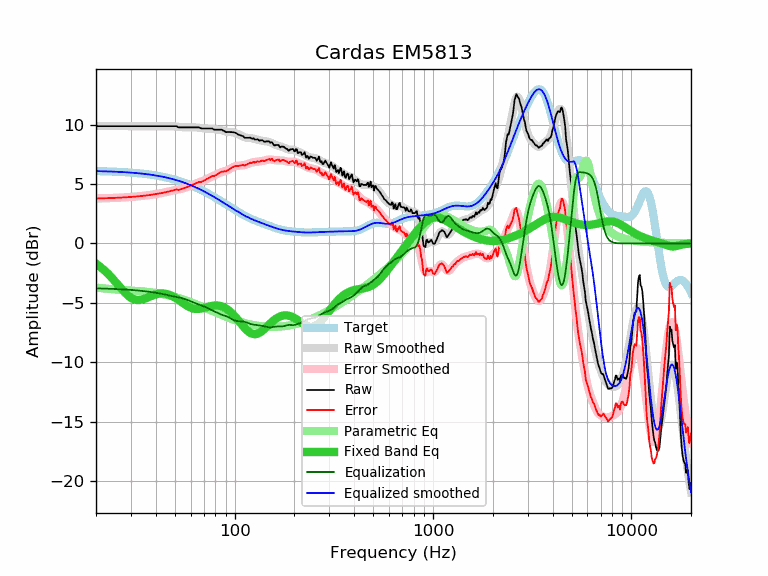 Cardas EM5813
Amplitude (dBr)
10
5
0
−5
−10
−15
−20
Target
Raw Smoothed
Error Smoothed
Raw
Error
Parametric Eq
Fixed Band Eq
Equalization
Equalized smoothed
100
1000
10000
Frequency (Hz)